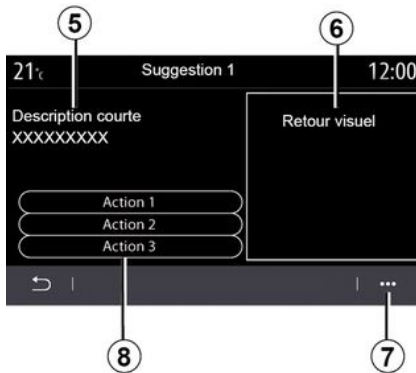 5
6
21°c
Suggestion 1
12:00
Description courte
XXXXXXXXX
Retour visuel
Action 1
Action 2
Action 3
8
7